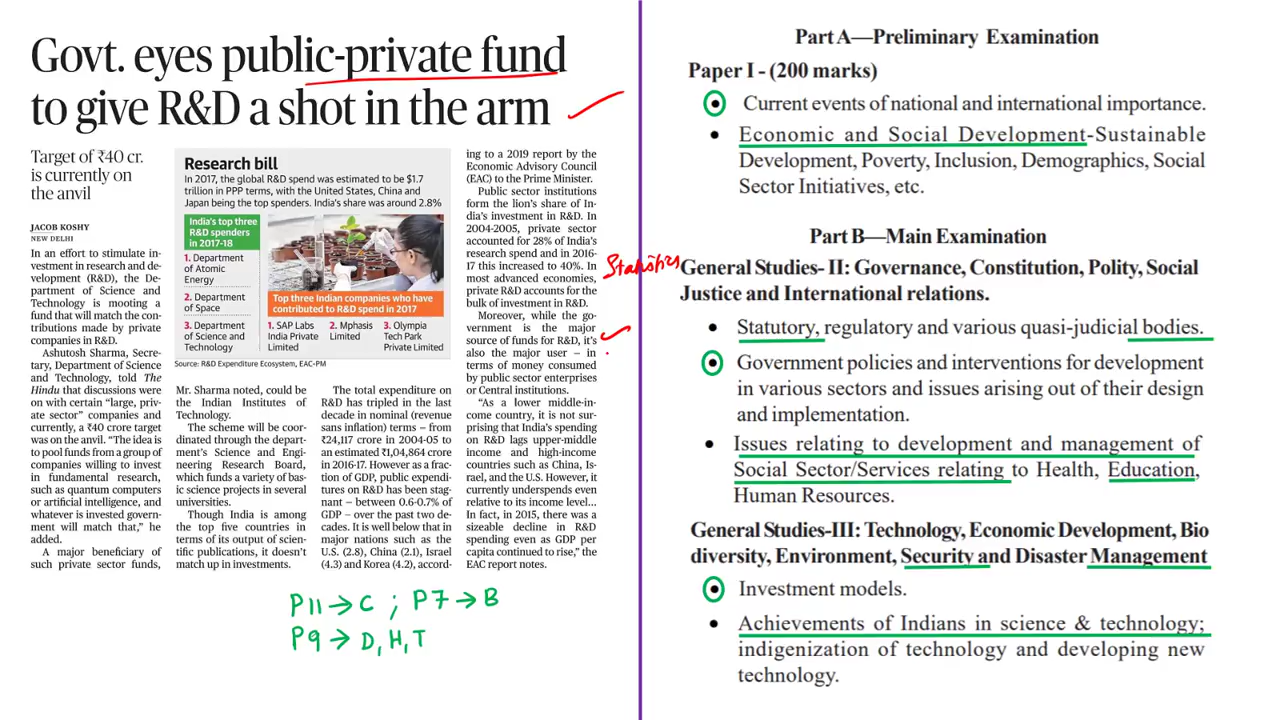 Govt. eyes public-private fund
to give R&D a shot in the arm
Target of ₹40 cr.
is currently on
the anvil
JACOB KOSHY
NEW DELHI
In an effort to stimulate in-
vestment in research and de-
velopment (R&D), the De-
partment of Science and
Technology is mooting a
fund that will match the con-
tributions made by private
companies in R&D.
Ashutosh Sharma, Secre-
tary, Department of Science
and Technology, told The
Hindu that discussions were
on with certain “large, priv-
ate sector” companies and
currently, a ₹40 crore target
was on the anvil. “The idea is
to pool funds from a group of
companies willing to invest
in fundamental research,
such as quantum computers
or artificial intelligence, and
whatever is invested govern-
ment will match that,” he
added.
A major beneficiary of
such private sector funds,
Research bill
In 2017, the global R&D spend was estimated to be $1.7
trillion in PPP terms, with the United States, China and
Japan being the top spenders. India's share was around 2.8%
India's top three
R&D spenders
in 2017-18
1. Department
of Atomic
Energy
2. Department
of Space
3. Department
of Science and
Technology
Top three Indian companies who have
contributed to R&D spend in 2017
1. SAP Labs
India Private
Limited
2. Mphasis
Limited
3. Olympia
Tech Park
Private Limited
Source: R&D Expenditure Ecosystem, EAC-PM
Mr. Sharma noted, could be
the Indian Institutes of
Technology.
The scheme will be coor-
dinated through the depart-
ment’s Science and Engi-
neering Research Board,
which funds a variety of bas-
ic science projects in several
universities.
Though India is among
the top five countries in
terms of its output of scien-
tific publications, it doesn’t
match up in investments.
The total expenditure on
R&D has tripled in the last
decade in nominal (revenue
sans inflation) terms – from
₹24,117 crore in 2004-05 to
an estimated ₹1,04,864 crore
in 2016-17. However as a frac-
tion of GDP, public expendi-
tures on R&D has been stag-
nant – between 0.6-0.7% of
GDP – over the past two de-
cades. It is well below that in
major nations such as the
U.S. (2.8), China (2.1), Israel
(4.3) and Korea (4.2), accord-
ing to a 2019 report by the
Economic Advisory Council
(EAC) to the Prime Minister.
Public sector institutions
form the lion’s share of In-
dia’s investment in R&D. In
2004-2005, private sector
accounted for 28% of India’s
research spend and in 2016-
17 this increased to 40%. In
most advanced economies,
private R&D accounts for the
bulk of investment in R&D.
Moreover, while the go-
vernment is the major
source of funds for R&D, it’s
also the major user – in
terms of money consumed
by public sector enterprises
or Central institutions.
“As a lower middle-in-
come country, it is not sur-
prising that India’s spending
on R&D lags upper-middle
income and high-income
countries such as China, Is-
rael, and the U.S. However, it
currently underspends even
relative to its income level...
In fact, in 2015, there was a
sizeable decline in R&D
spending even as GDP per
capita continued to rise,” the
EAC report notes.
Statistics
P11 → C ; P7 → B
P9 → D, H, T
Part A—Preliminary Examination
Paper I - (200 marks)
• Current events of national and international importance.
• Economic and Social Development-Sustainable
Development, Poverty, Inclusion, Demographics, Social
Sector Initiatives, etc.
Part B—Main Examination
General Studies- II: Governance, Constitution, Polity, Social
Justice and International relations.
• Statutory, regulatory and various quasi-judicial bodies.
• Government policies and interventions for development
in various sectors and issues arising out of their design
and implementation.
• Issues relating to development and management of
Social Sector/Services relating to Health, Education,
Human Resources.
General Studies-III: Technology, Economic Development, Bio
diversity, Environment, Security and Disaster Management
• Investment models.
• Achievements of Indians in science & technology;
indigenization of technology and developing new
technology.